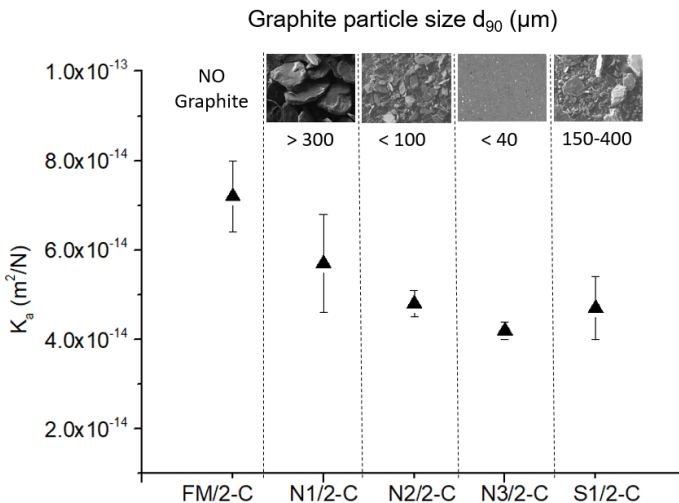 Graphite particle size d₉₀ (μm)
NO
Graphite
> 300
< 100
< 40
150-400
1.0x10⁻¹³
8.0x10⁻¹⁴
6.0x10⁻¹⁴
4.0x10⁻¹⁴
2.0x10⁻¹⁴
Kₐ (m²/N)
FM/2-C N1/2-C N2/2-C N3/2-C S1/2-C